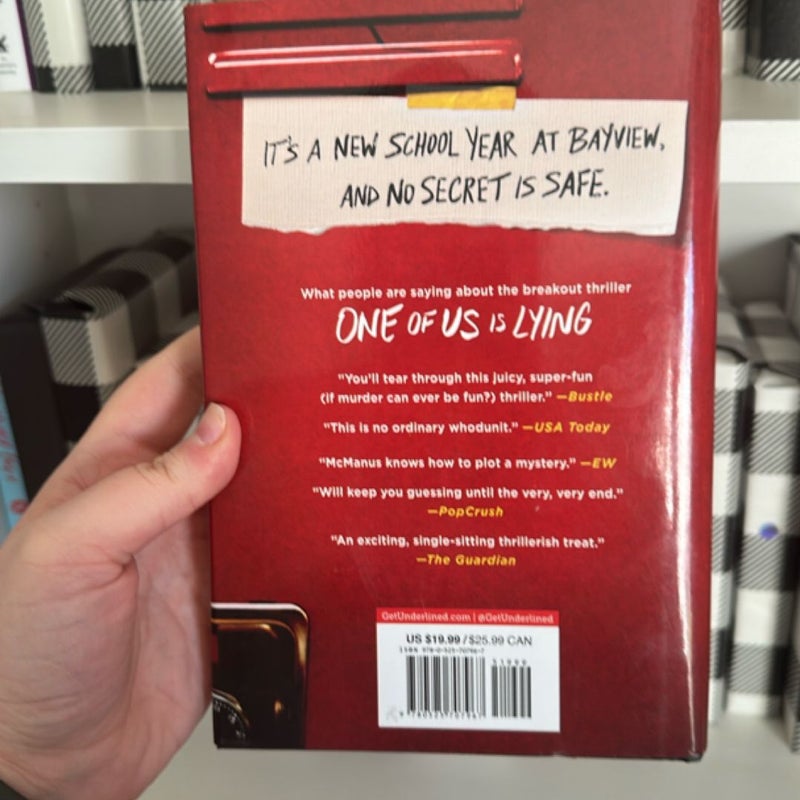 IT'S A NEW SCHOOL YEAR AT BAYVIEW,
AND NO SECRET IS SAFE.
What people are saying about the breakout thriller
ONE OF US IS LYING
“You'll tear through this juicy, super-fun
(if murder can ever be fun?) thriller.” —Bustle
“This is no ordinary whodunit.” —USA Today
“McManus knows how to plot a mystery.” —EW
“Will keep you guessing until the very, very end.”
—PopCrush
“An exciting, single-sitting thrillerish treat.”
—The Guardian
GetUnderlined.com | @GetUnderlined
US $19.99 / $25.99 CAN